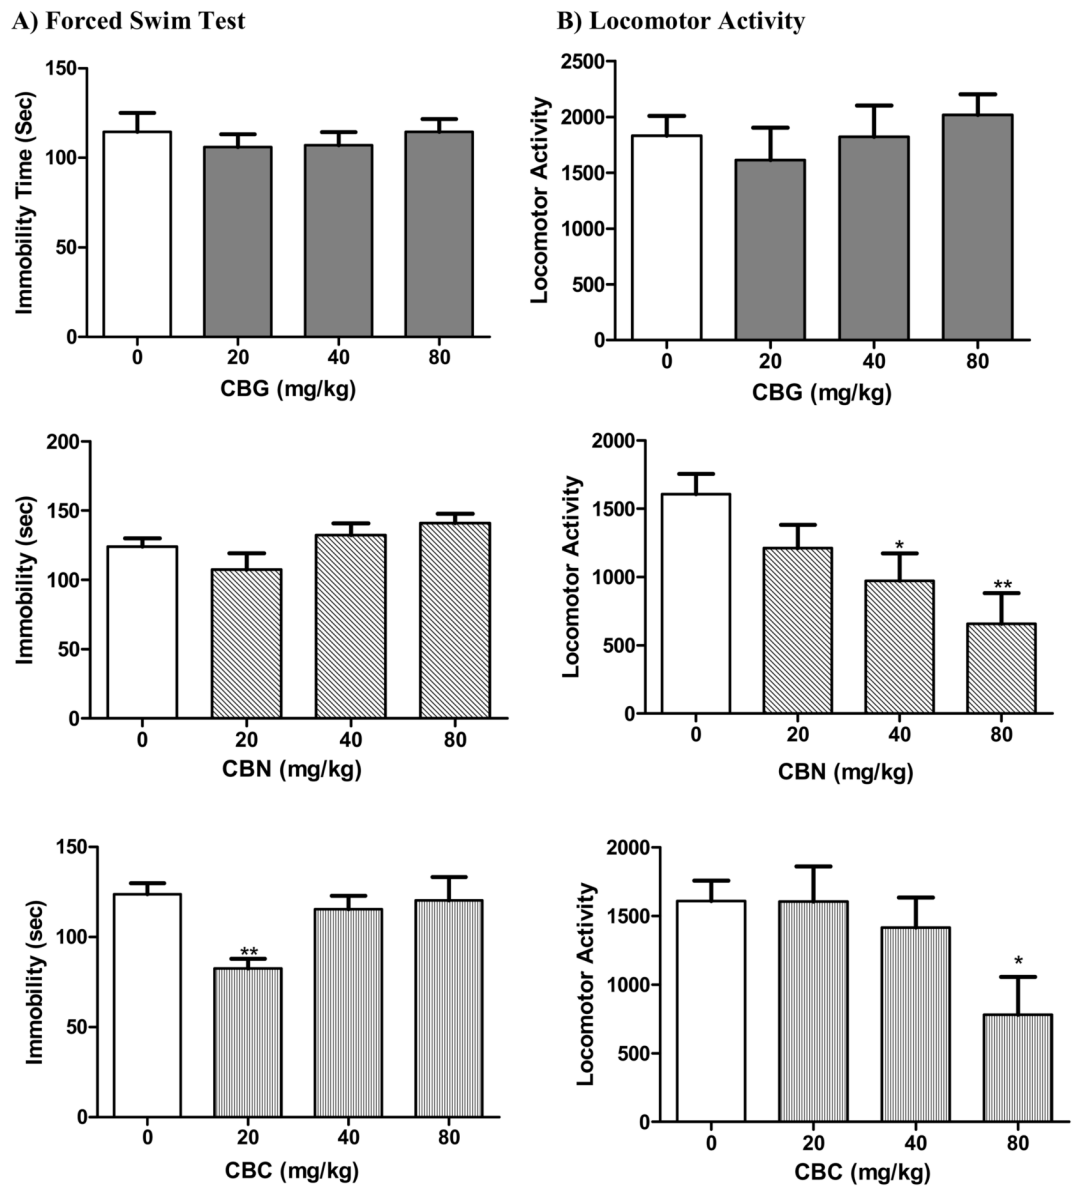 A) Forced Swim Test
B) Locomotor Activity
Immobility Time (Sec)
150
100
50
0
0 20 40 80
CBG (mg/kg)
Locomotor Activity
2500
2000
1500
1000
500
0
0 20 40 80
CBG (mg/kg)
Immobility (sec)
200
150
100
50
0
0 20 40 80
CBN (mg/kg)
Locomotor Activity
2000
1500
1000
500
0
*
**
0 20 40 80
CBN (mg/kg)
Immobility (sec)
150
100
50
0
**
0 20 40 80
CBC (mg/kg)
Locomotor Activity
2000
1500
1000
500
0
*
0 20 40 80
CBC (mg/kg)